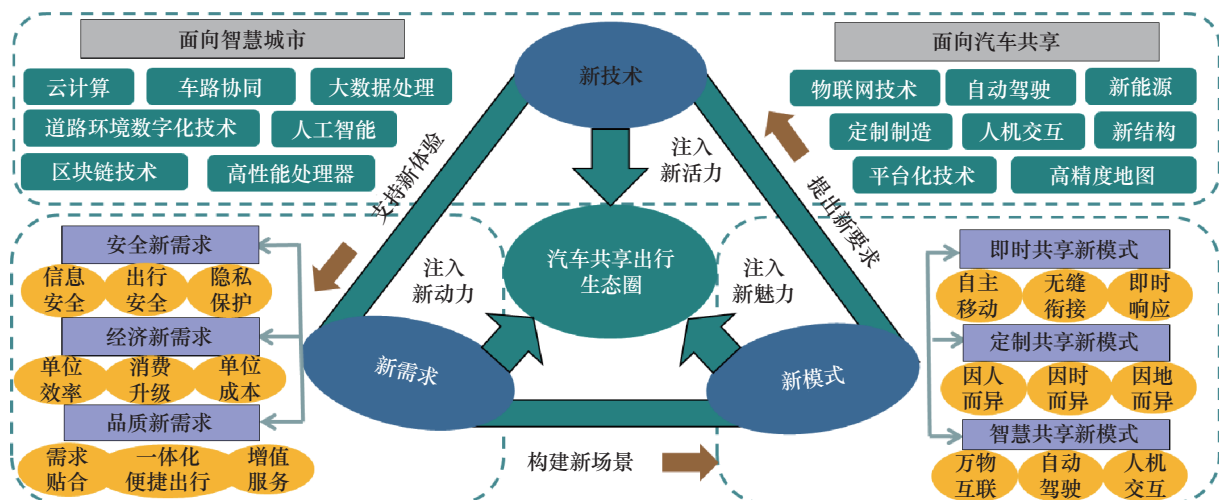 面向智慧城市
云计算
车路协同
大数据处理
道路环境数字化技术
人工智能
区块链技术
高性能处理器
新技术
面向汽车共享
物联网技术
自动驾驶
新能源
定制制造
人机交互
新结构
平台化技术
高精度地图
支持新体验
注入
新活力
提出新要求
汽车共享出行
生态圈
注入
新动力
注入
新魅力
新需求
新模式
构建新场景
安全新需求
信息
安全
出行
安全
隐私
保护
经济新需求
单位
效率
消费
升级
单位
成本
品质新需求
需求
贴合
一体化
便捷出行
增值
服务
即时共享新模式
自主
移动
无缝
衔接
即时
响应
定制共享新模式
因人
而异
因时
而异
因地
而异
智慧共享新模式
万物
互联
自动
驾驶
人机
交互